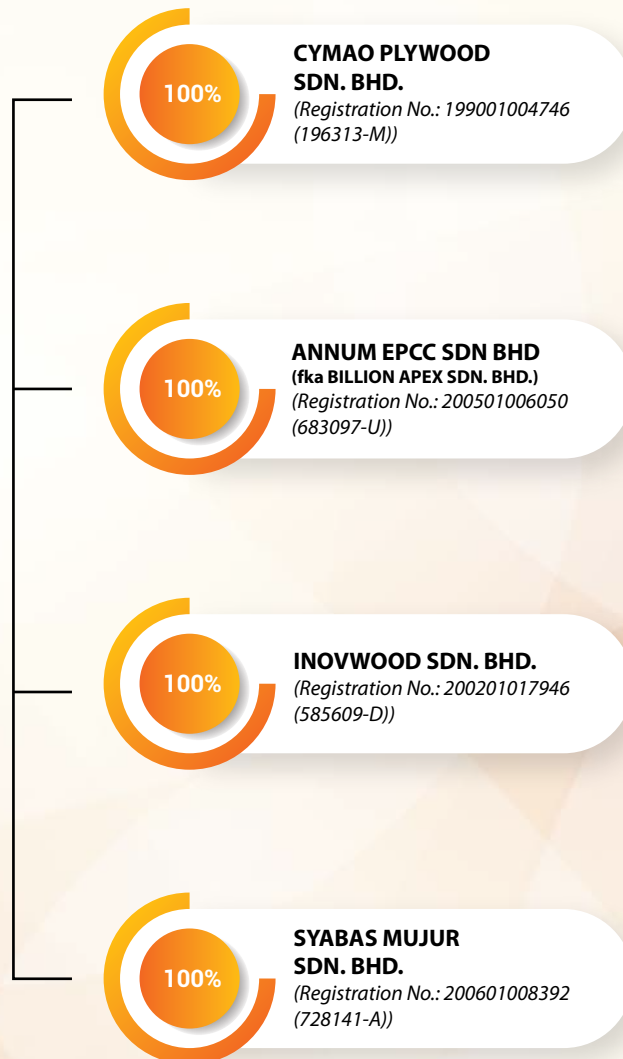 100%
CYMAO PLYWOOD
SDN. BHD.
(Registration No.: 199001004746
(196313-M))
100%
ANNUM EPCC SDN BHD
(fka BILLION APEX SDN. BHD.)
(Registration No.: 200501006050
(683097-U))
100%
INOVWOOD SDN. BHD.
(Registration No.: 200201017946
(585609-D))
100%
SYABAS MUJUR
SDN. BHD.
(Registration No.: 200601008392
(728141-A))